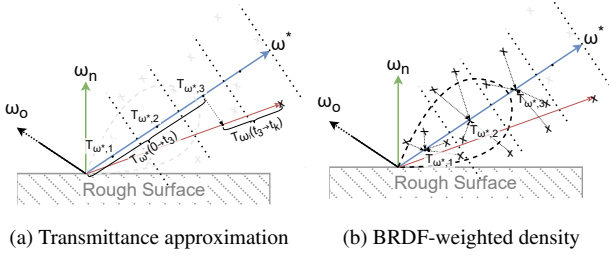 ω*
ωn
ωo
Tω*,3
Tω*,2
Tω*,1
Tω*(0→t3)
Tωi(t3→tk)
Rough Surface
(a) Transmittance approximation
ω*
ωn
ωo
Tω*,3
Tω*,2
Tω*,1
Rough Surface
(b) BRDF-weighted density